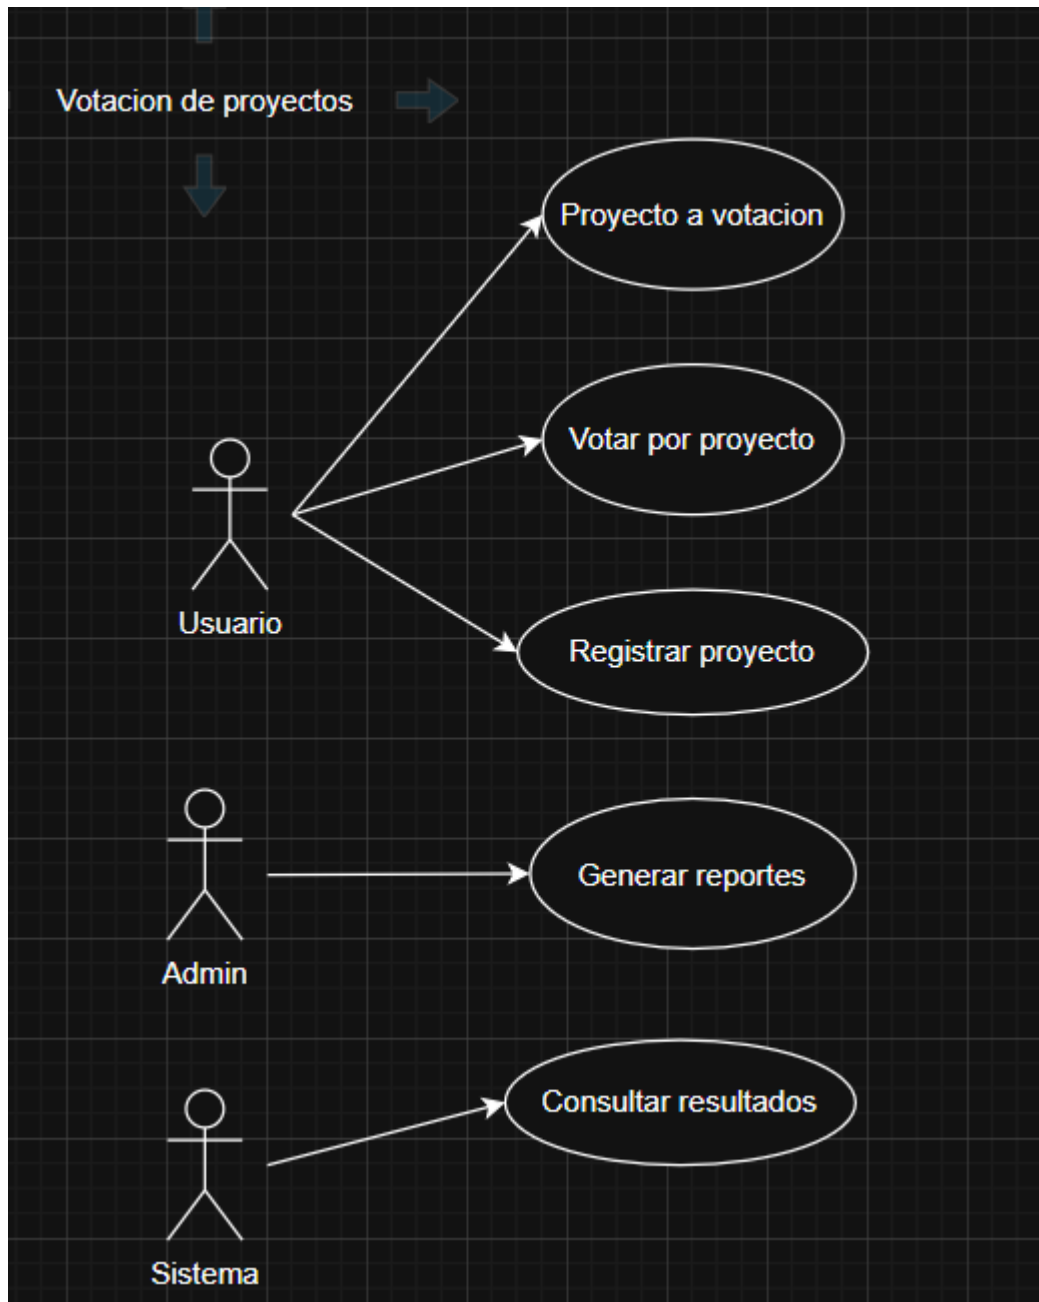 Votacion de proyectos
Proyecto a votacion
Votar por proyecto
Usuario
Registrar proyecto
Generar reportes
Admin
Consultar resultados
Sistema